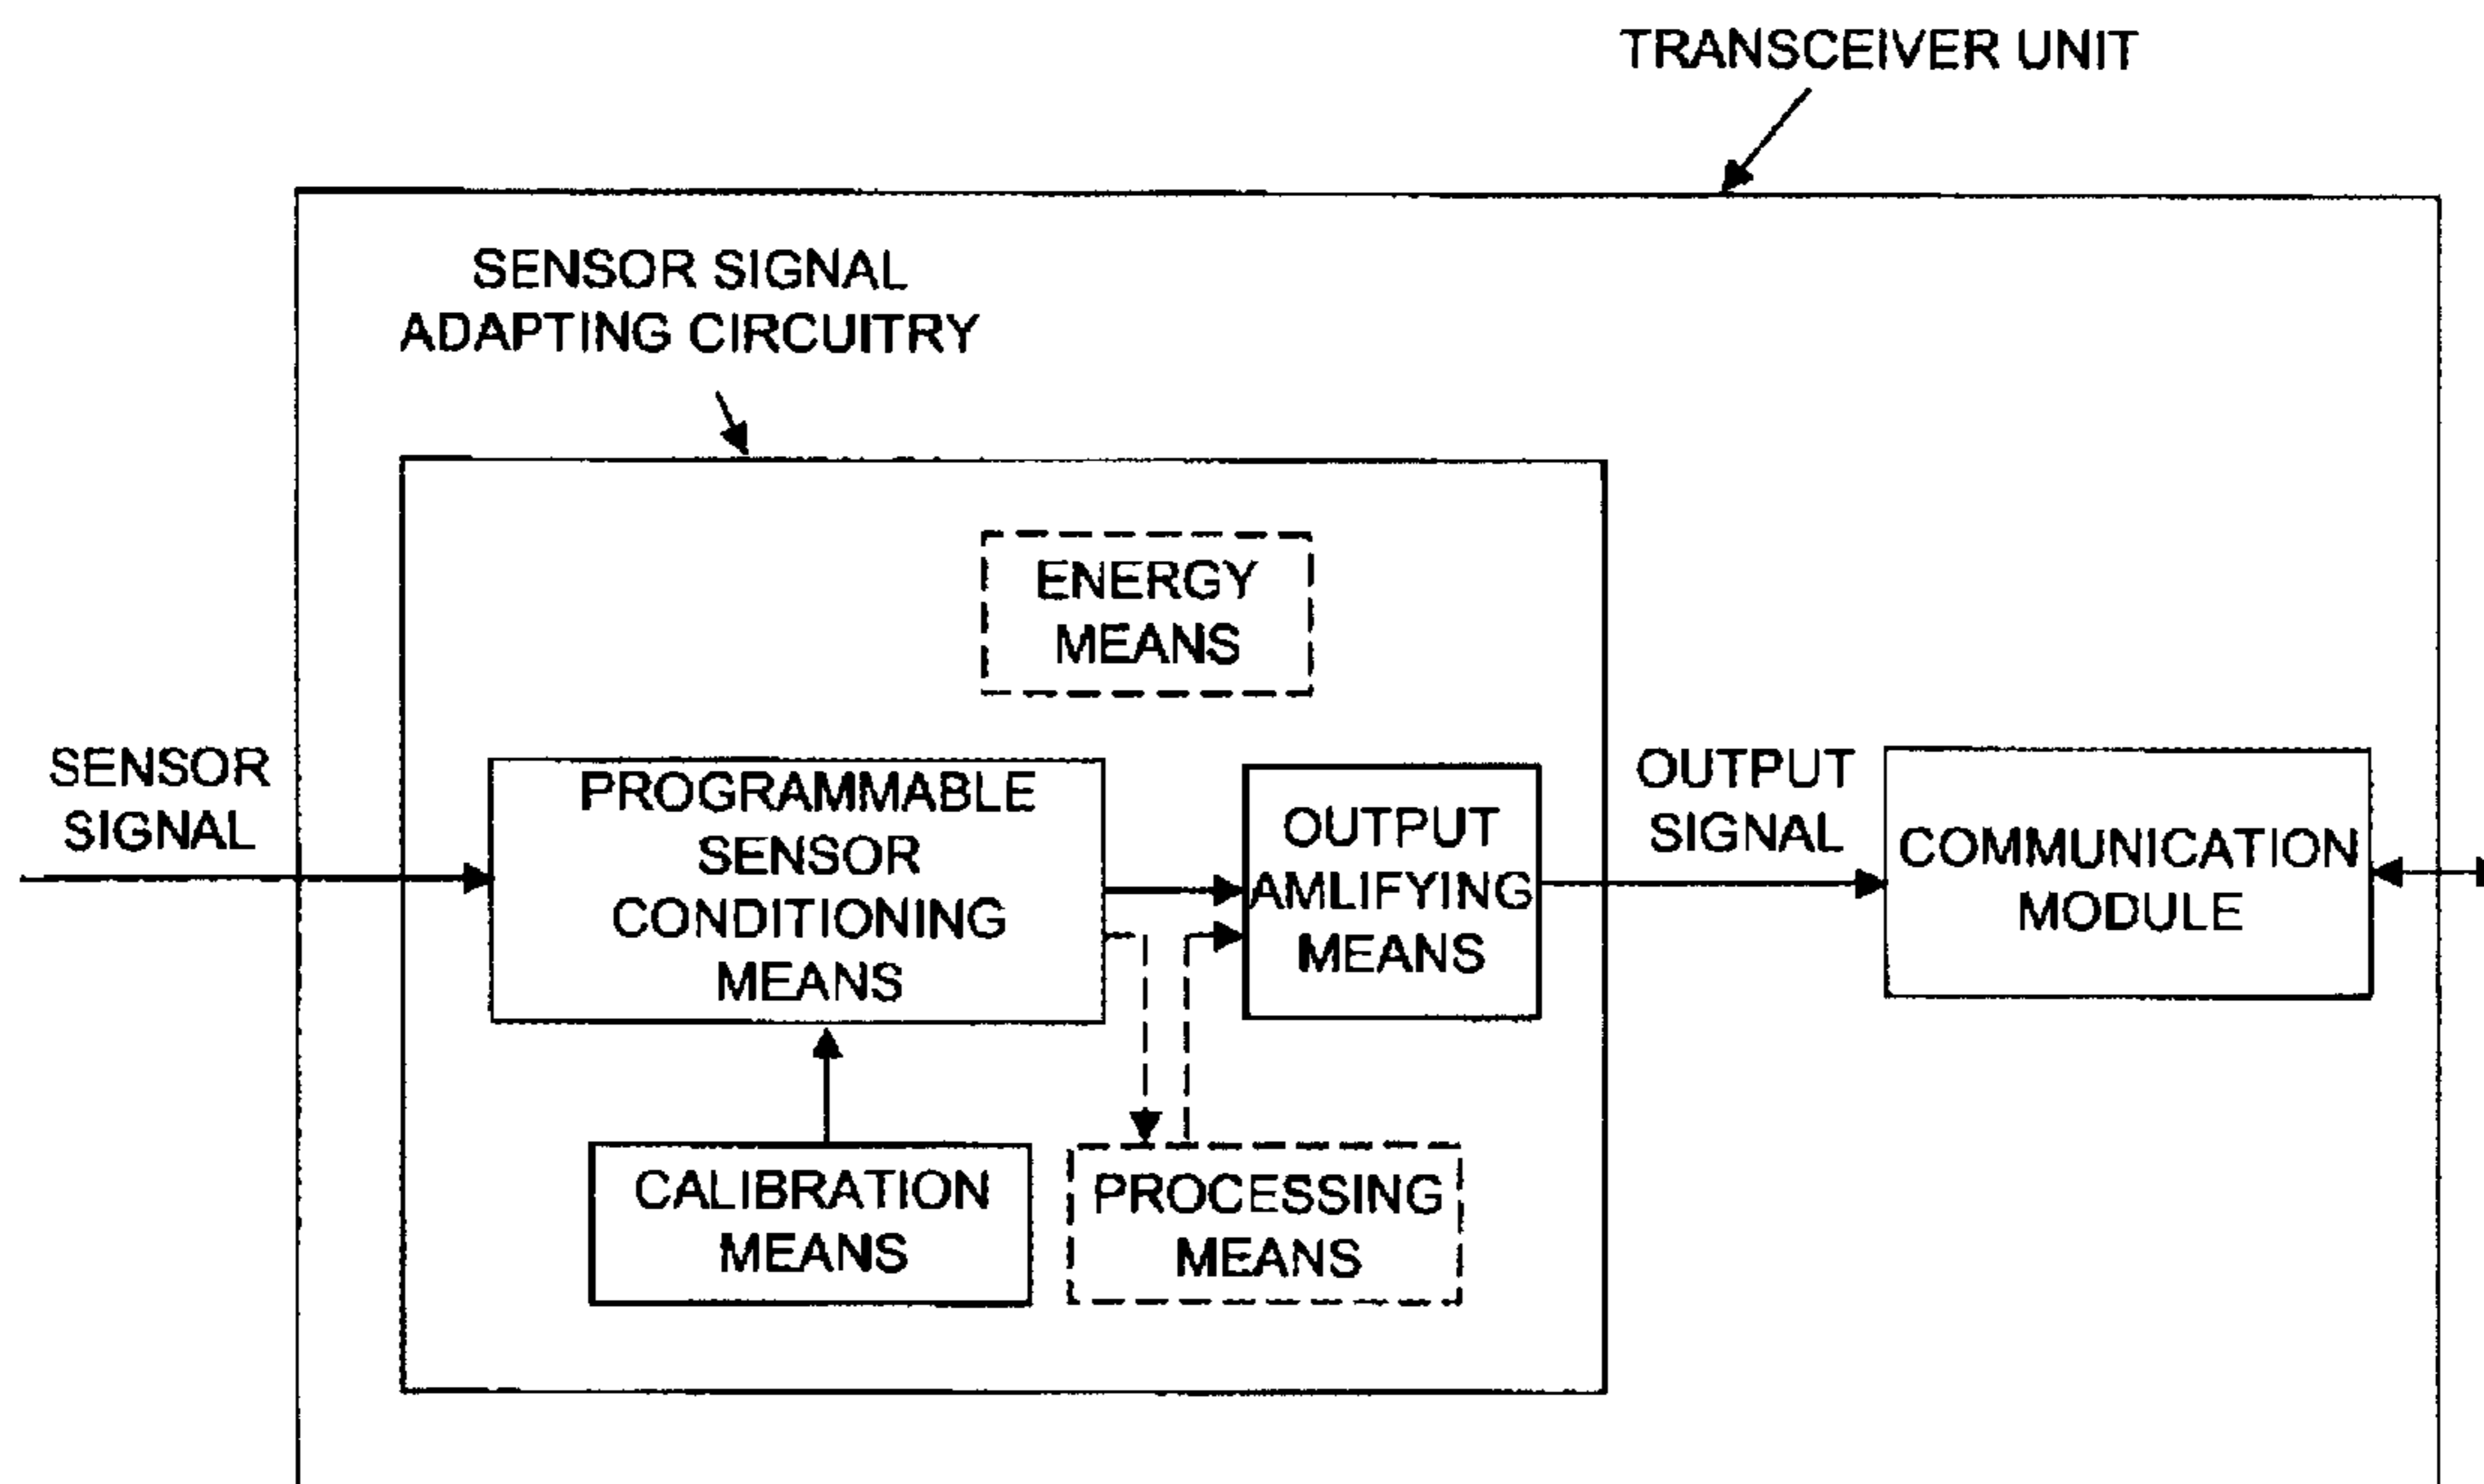 TRANSCEIVER UNIT
SENSOR SIGNAL
ADAPTING CIRCUITRY
ENERGY
MEANS
SENSOR
SIGNAL
PROGRAMMABLE
SENSOR
CONDITIONING
MEANS
OUTPUT
AMLIFYING
MEANS
OUTPUT
SIGNAL
COMMUNICATION
MODULE
CALIBRATION
MEANS
PROCESSING
MEANS